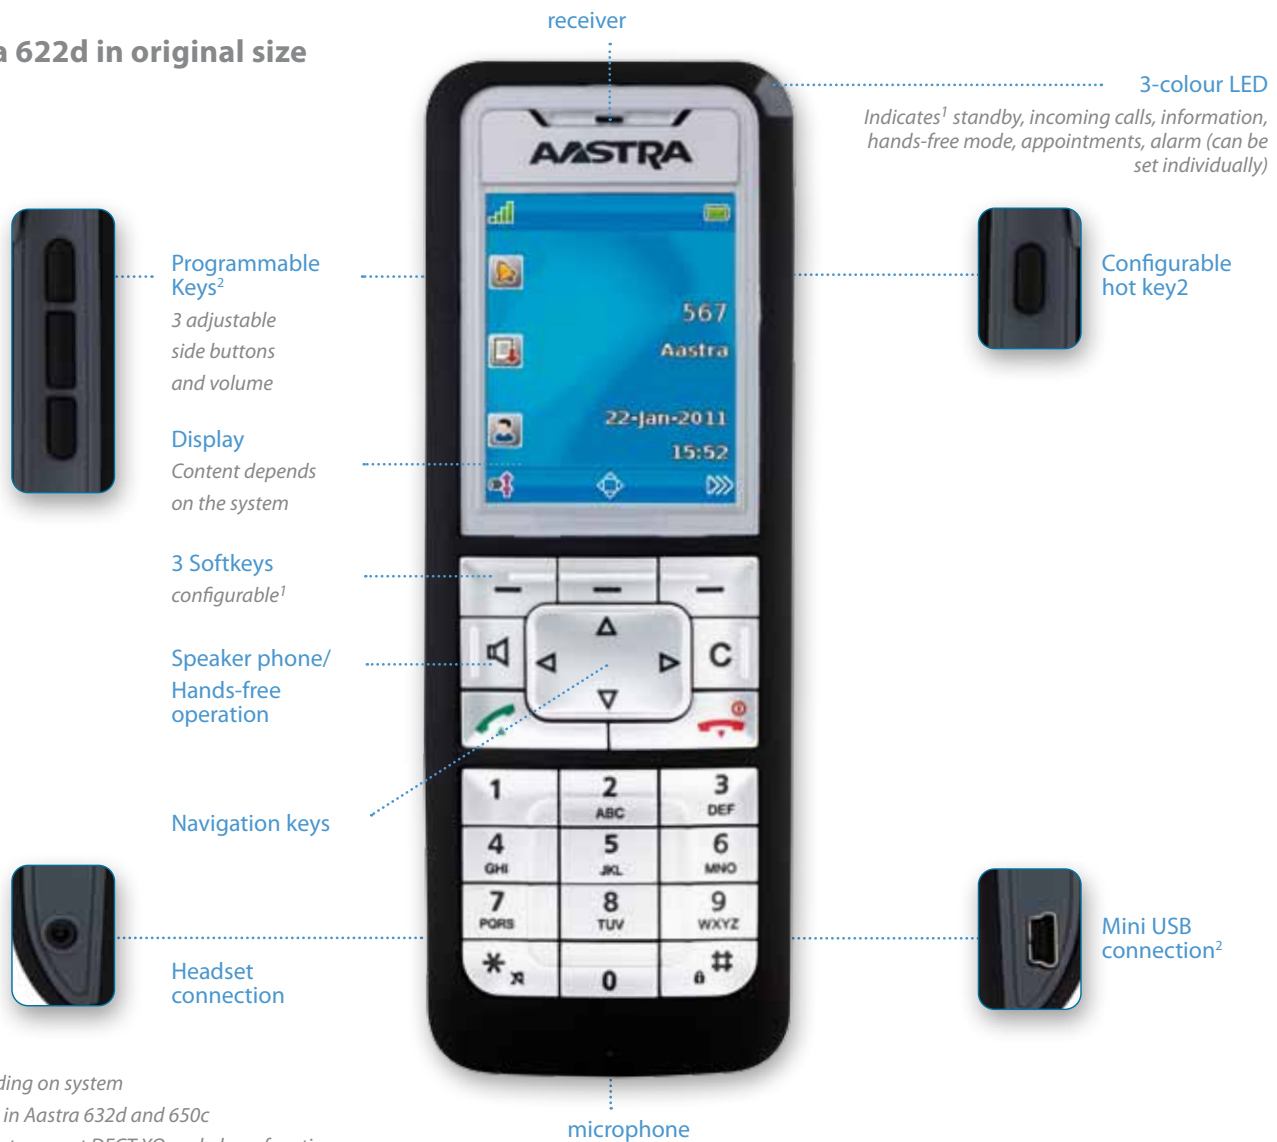 receiver
a 622d in original size
3-colour LED
Indicates1 standby, incoming calls, information,
hands-free mode, appointments, alarm (can be
set individually)
AASTRA
Programmable
Keys2
3 adjustable
side buttons
and volume
Configurable
hot key2
567
Aastra
22-Jan-2011
15:52
Display
Content depends
on the system
3 Softkeys
configurable1
Speaker phone/
Hands-free
operation
C
Navigation keys
1 2 3
ABC DEF
4 5 6
GHI JKL MNO
7 8 9
PQRS TUV WXYZ
* 0 #
Headset
connection
Mini USB
connection2
ding on system
in Aastra 632d and 650c
microphone